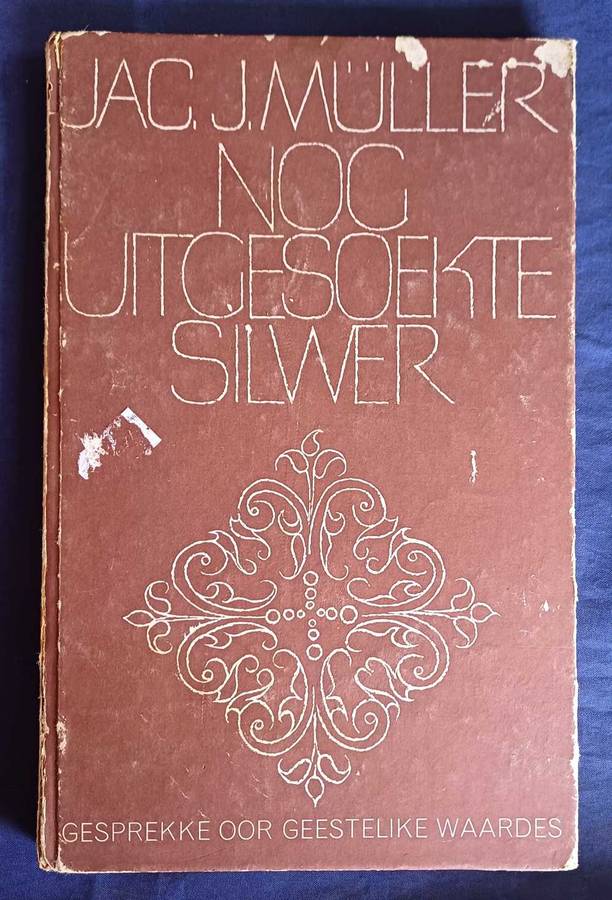 JAC. J. MÜLLER
NOG
UITGESOEKTE
SILWER
GESPREKKE OOR GEESTELIKE WAARDES